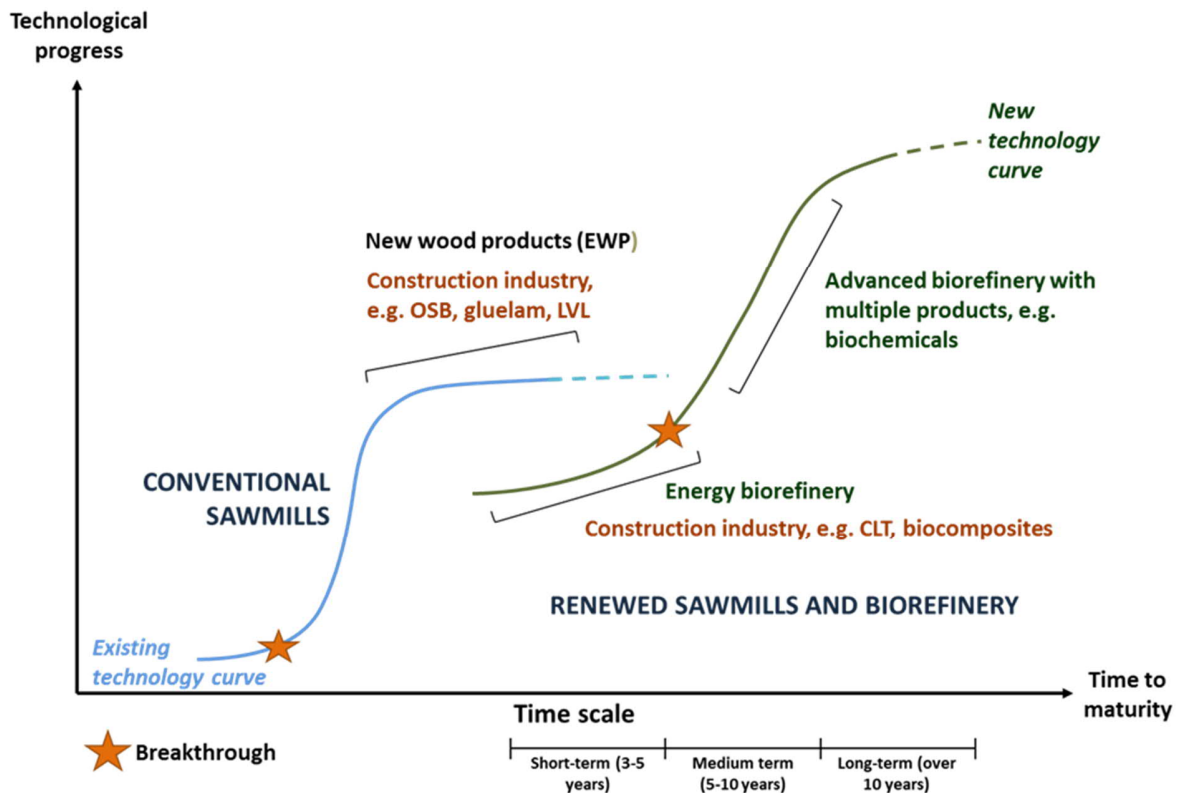 Technological
progress
New
technology
curve
New wood products (EWP)
Construction industry,
e.g. OSB, gluelam, LVL
Advanced biorefinery with
multiple products, e.g.
biochemicals
CONVENTIONAL
SAWMILLS
Energy biorefinery
Construction industry, e.g. CLT, biocomposites
RENEWED SAWMILLS AND BIOREFINERY
Existing
technology curve
Time to
maturity
Time scale
Breakthrough
Short-term (3-5
years)
Medium term
(5-10 years)
Long-term (over
10 years)